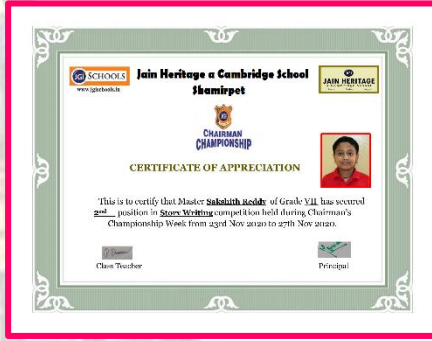 JGI SCHOOLS
www.jgischools.in
Jain Heritage a Cambridge School
Shamirpet
JGI
JAIN HERITAGE
CHAIRMAN
CHAMPIONSHIP
CERTIFICATE OF APPRECIATION
This is to certify that Master Sakshith Reddy of Grade VII has secured
2nd position in Story Writing competition held during Chairman's
Championship Week from 23rd Nov 2020 to 27th Nov 2020.
Class Teacher
Principal